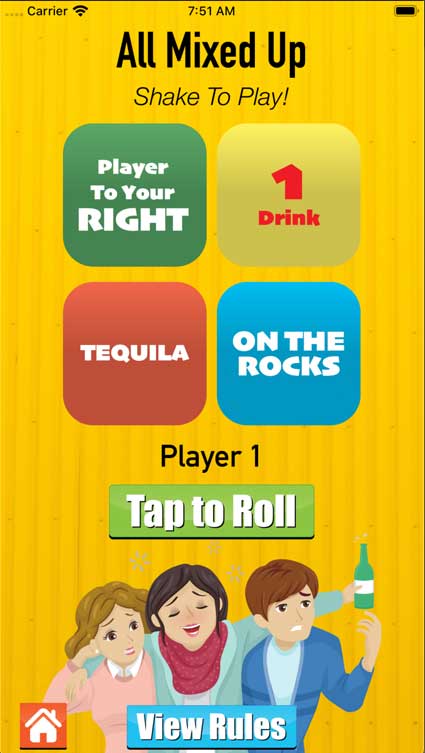 Carrier 7:51 AM
All Mixed Up
Shake To Play!
Player
To Your
RIGHT
1
Drink
TEQUILA
ON THE
ROCKS
Player 1
Tap to Roll
View Rules